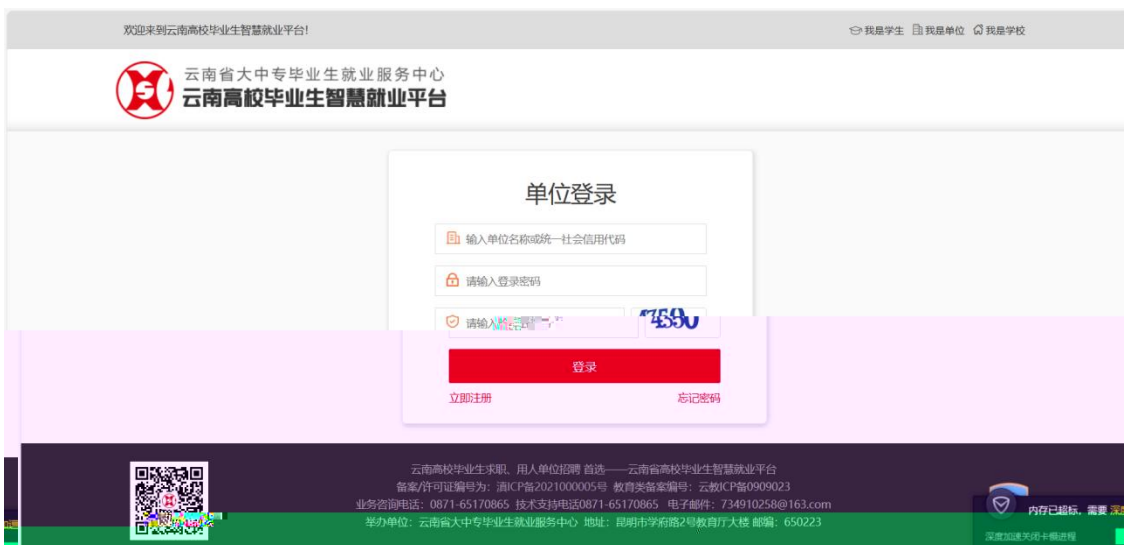 欢迎来到云南高校毕业生智慧就业平台!
我是学生 我是单位 我是学校
云南省大中专毕业生就业服务中心
云南高校毕业生智慧就业平台
单位登录
输入单位名称或统一社会信用代码
请输入登录密码
请输入
登录
立即注册 忘记密码
云南高校毕业生求职、用人单位招聘 首选——云南省高校毕业生智慧就业平台
备案/许可证编号为:滇ICP备2021000005号 教育类备案编号:云教ICP备0909023
业务咨询电话:0871-65170865 技术支持电话0871-65170865 电子邮件:734910258@163.com
举办单位:云南省大中专毕业生就业服务中心 地址:昆明市学府路2号教育厅大楼 邮编:650223
内存已超标,需要
深度加速关闭卡慢进程